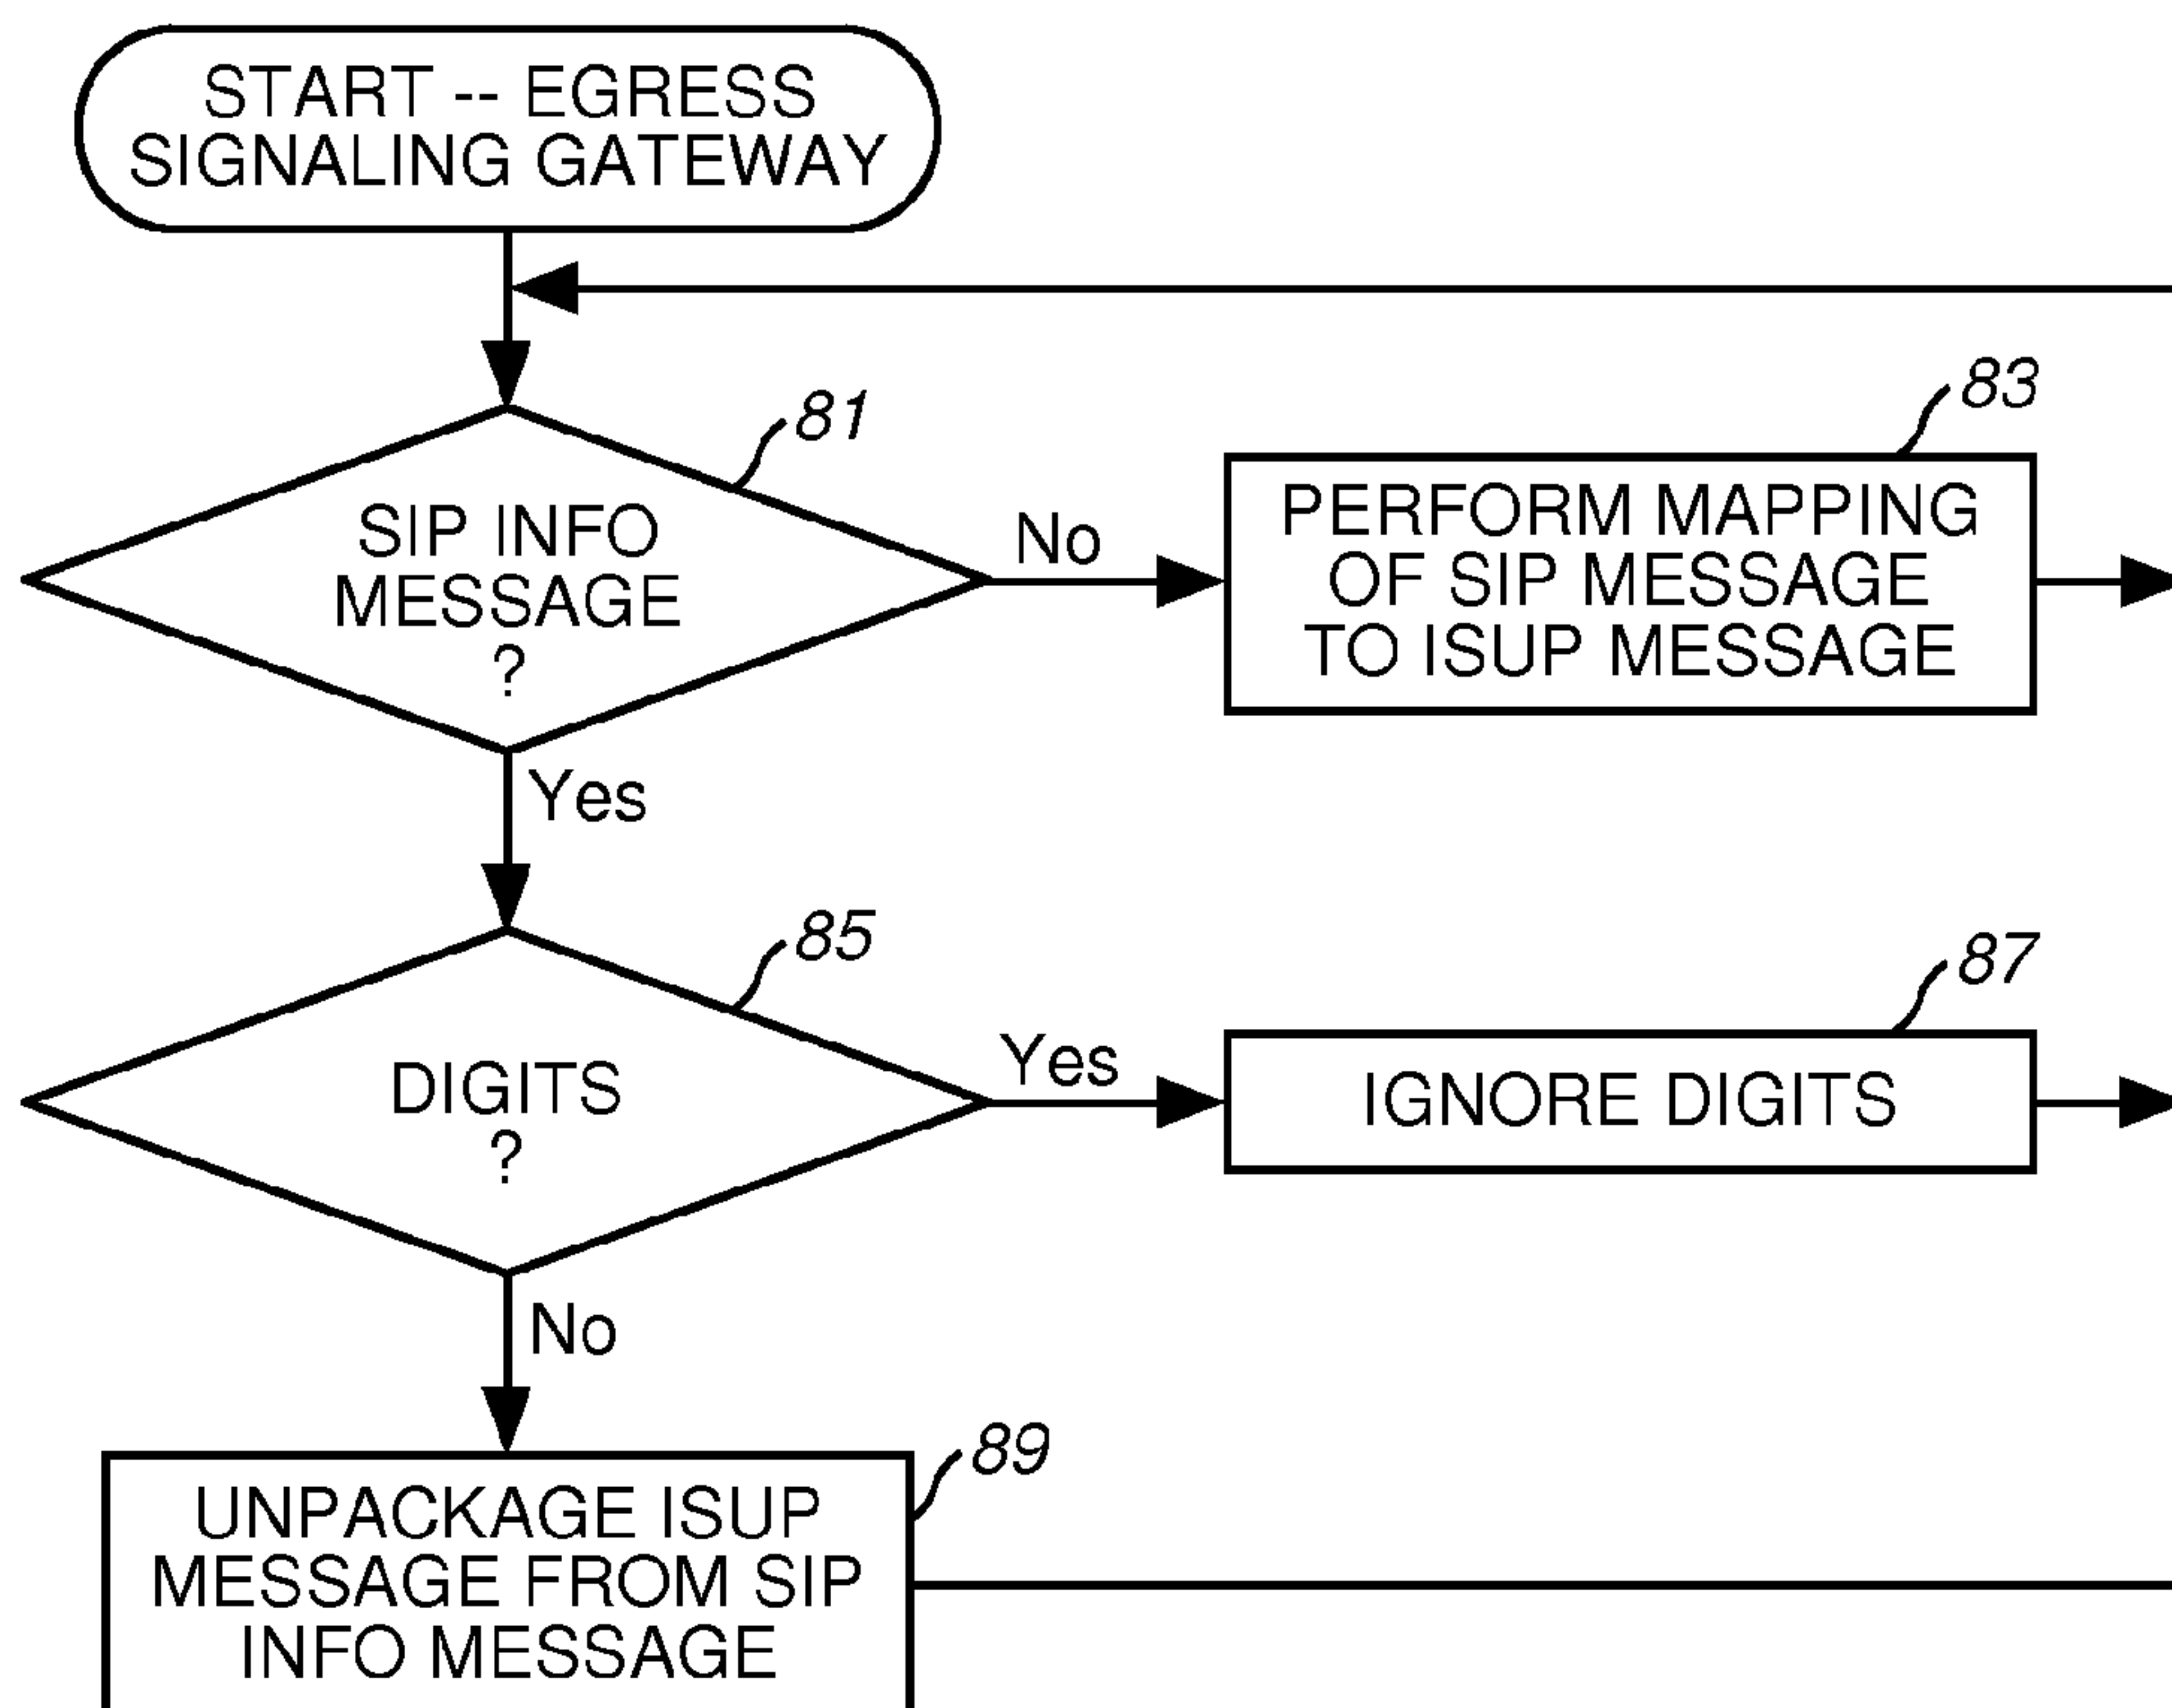 START -- EGRESS
SIGNALING GATEWAY
81
SIP INFO
MESSAGE
?
No
83
PERFORM MAPPING
OF SIP MESSAGE
TO ISUP MESSAGE
Yes
85
DIGITS
?
Yes
87
IGNORE DIGITS
No
89
UNPACKAGE ISUP
MESSAGE FROM SIP
INFO MESSAGE